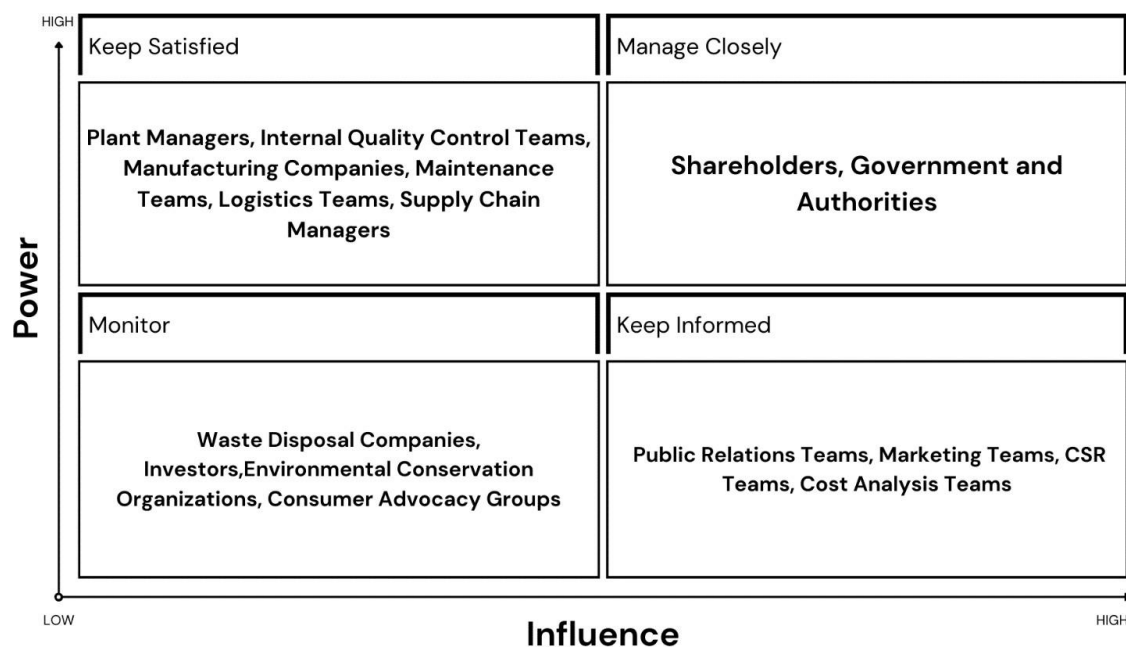 HIGH
Keep Satisfied
Manage Closely
Plant Managers, Internal Quality Control Teams,
Manufacturing Companies, Maintenance
Teams, Logistics Teams, Supply Chain
Managers
Shareholders, Government and
Authorities
Power
Monitor
Keep Informed
Waste Disposal Companies,
Investors,Environmental Conservation
Organizations, Consumer Advocacy Groups
Public Relations Teams, Marketing Teams, CSR
Teams, Cost Analysis Teams
LOW
Influence
HIGH